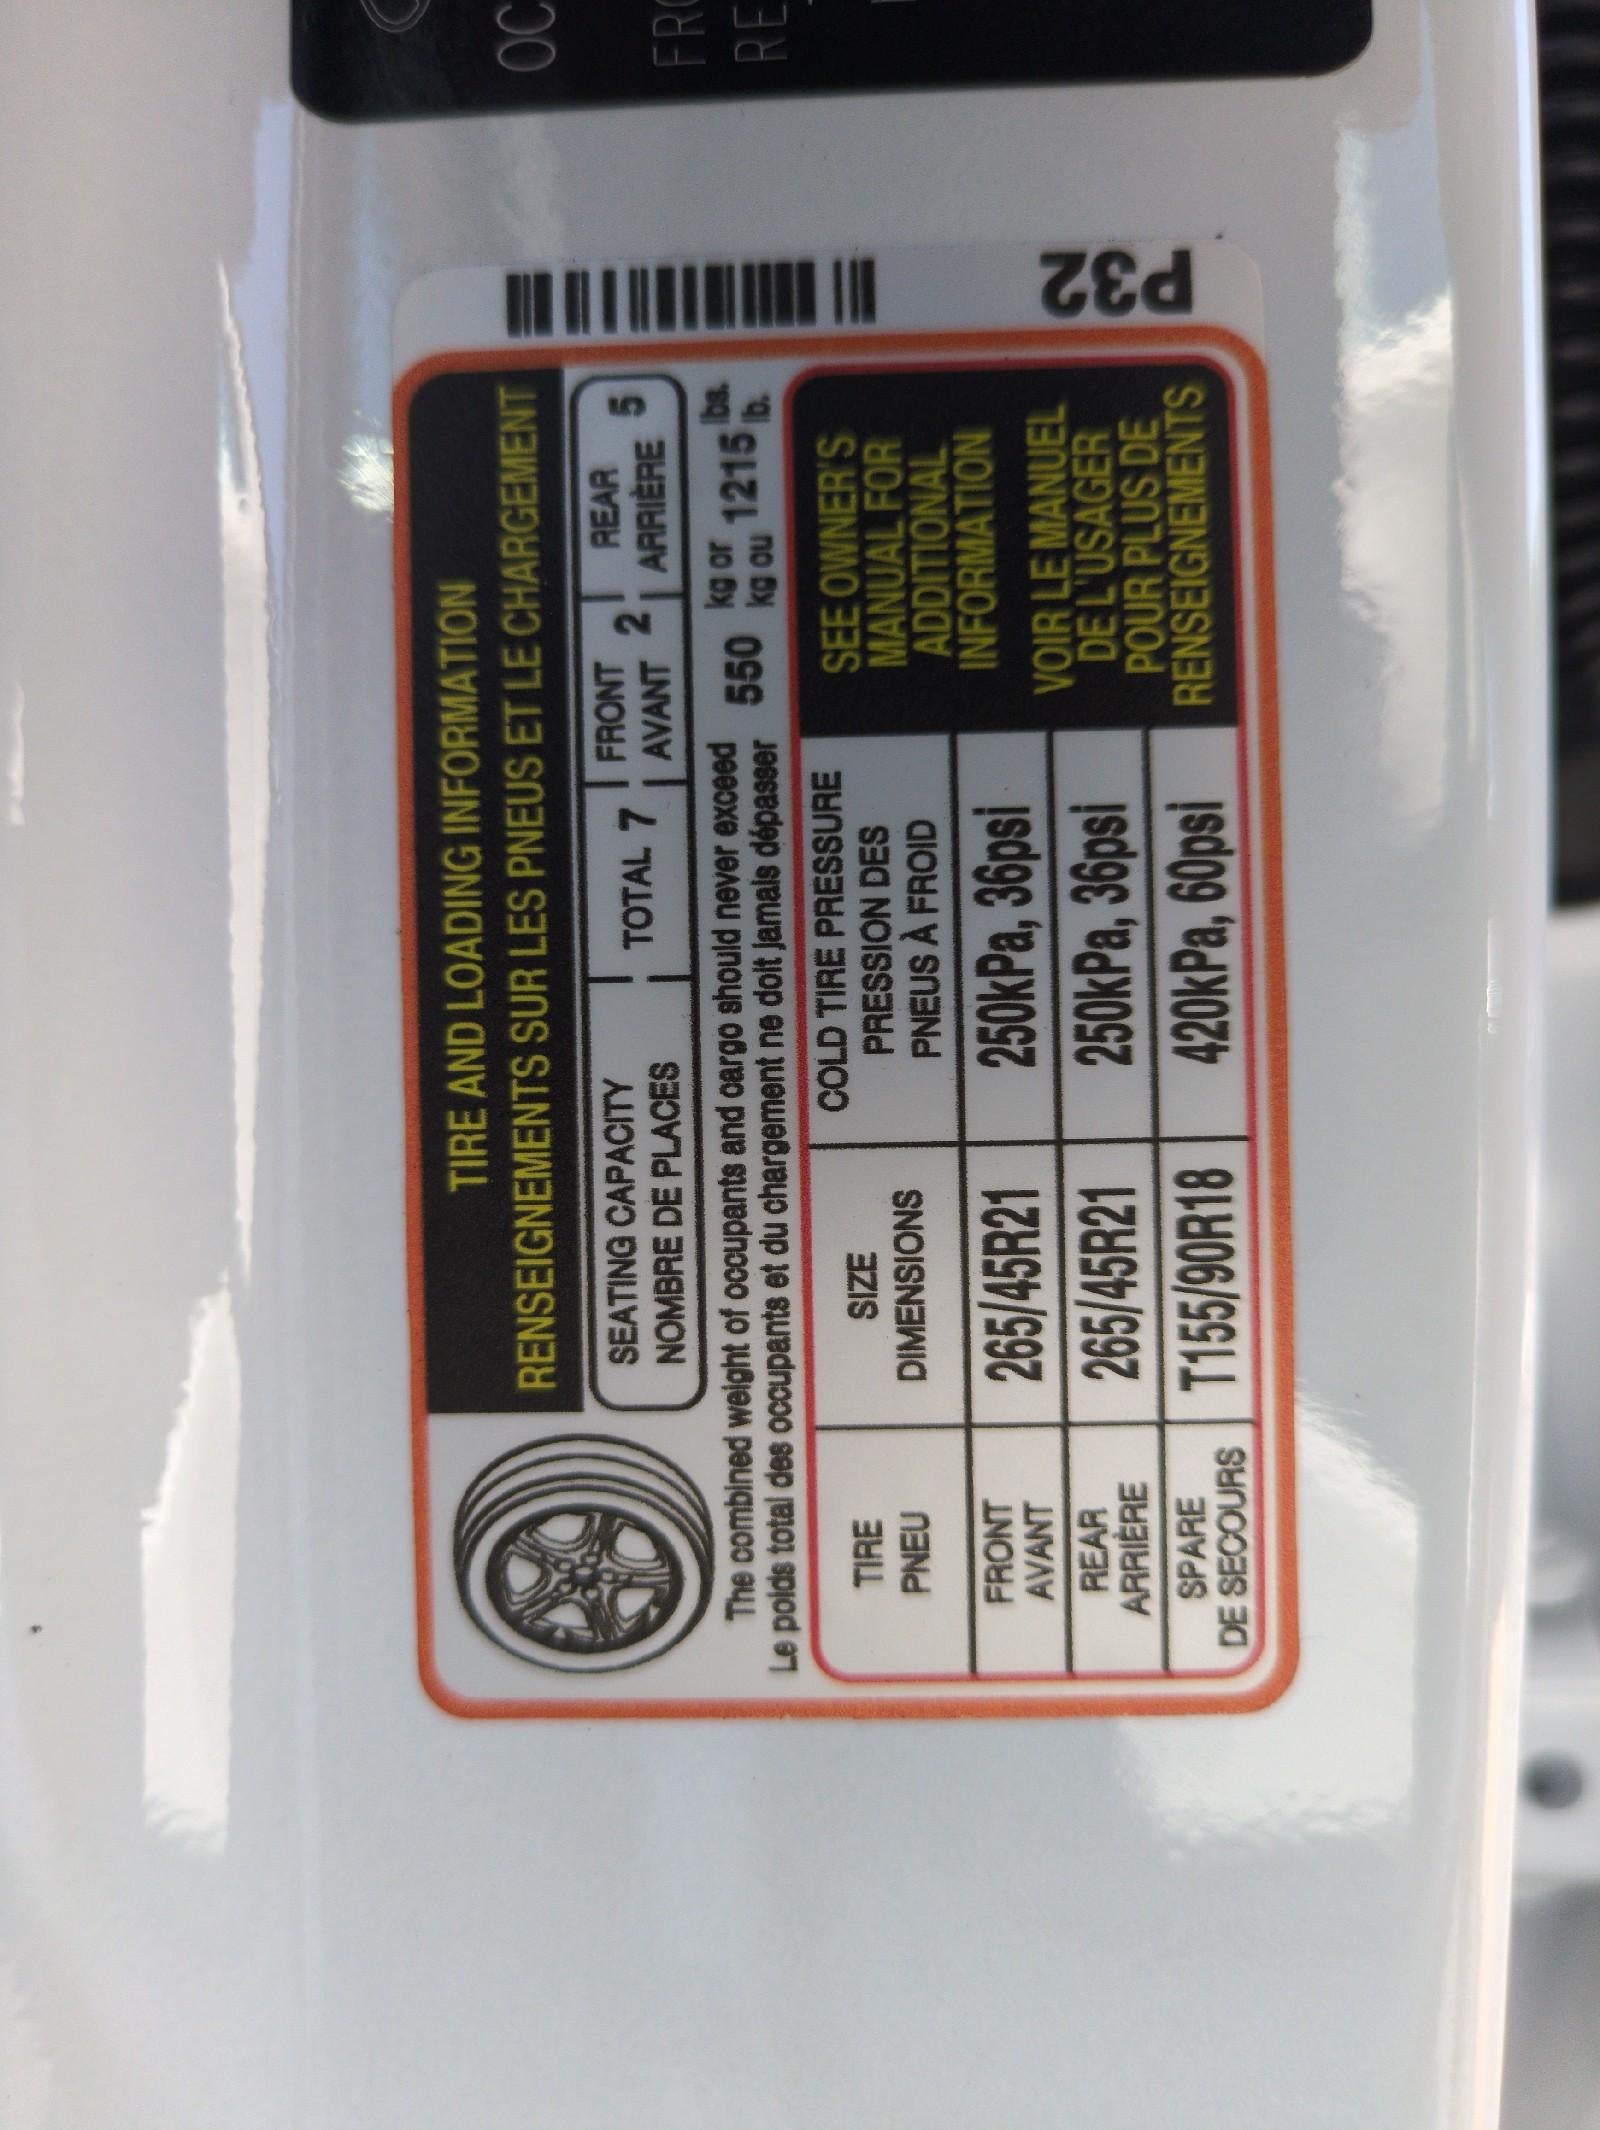 TIRE AND LOADING INFORMATION
RENSEIGNEMENTS SUR LES PNEUS ET LE CHARGEMENT
SEATING CAPACITY
NOMBRE DE PLACES
TOTAL 7
FRONT
AVANT 2
REAR
ARRIÈRE 5
The combined weight of occupants and cargo should never exceed 550 kg or 1215 lbs.
Le poids total des occupants et du chargement ne doit jamais dépasser kg ou lb.
TIRE
PNEU
SIZE
DIMENSIONS
COLD TIRE PRESSURE
PRESSION DES
PNEUS À FROID
FRONT
AVANT
265/45R21
250kPa, 36psi
REAR
ARRIÈRE
265/45R21
250kPa, 36psi
SPARE
DE SECOURS
T155/90R18
420kPa, 60psi
SEE OWNER'S
MANUAL FOR
ADDITIONAL
INFORMATION
VOIR LE MANUEL
DE L'USAGER
POUR PLUS DE
RENSEIGNEMENTS
P32